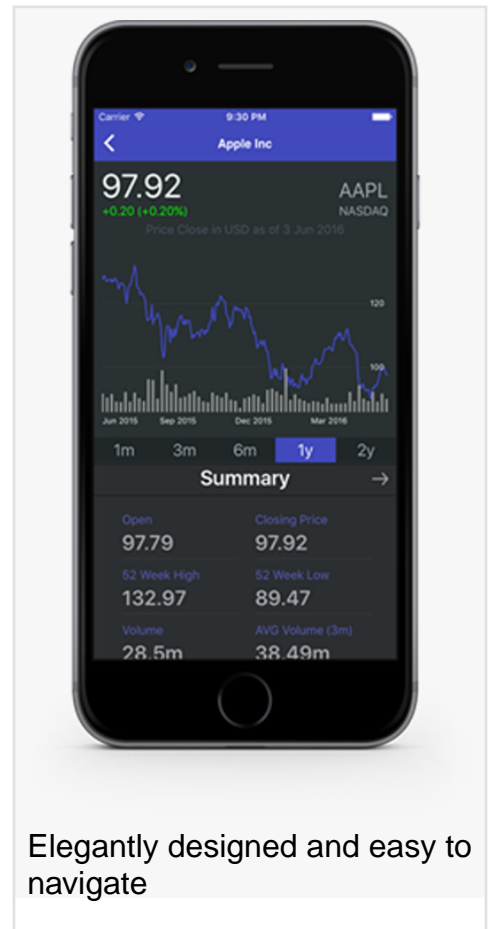 Carrier 9:30 PM
Apple Inc
97.92 AAPL
+0.20 (+0.20%) NASDAQ
Price Close in USD as of 3 Jun 2016
120
100
Jun 2015 Sep 2015 Dec 2015 Mar 2016
1m 3m 6m 1y 2y
Summary →
Open Closing Price
97.79 97.92
52 Week High 52 Week Low
132.97 89.47
Volume AVG Volume (3m)
28.5m 38.49m
Elegantly designed and easy to
navigate